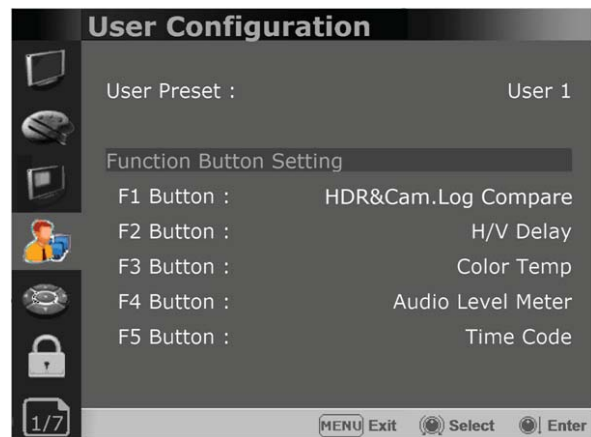 User Configuration
User Preset : User 1
Function Button Setting
F1 Button : HDR&Cam.Log Compare
F2 Button : H/V Delay
F3 Button : Color Temp
F4 Button : Audio Level Meter
F5 Button : Time Code
1/7 MENU Exit Select Enter